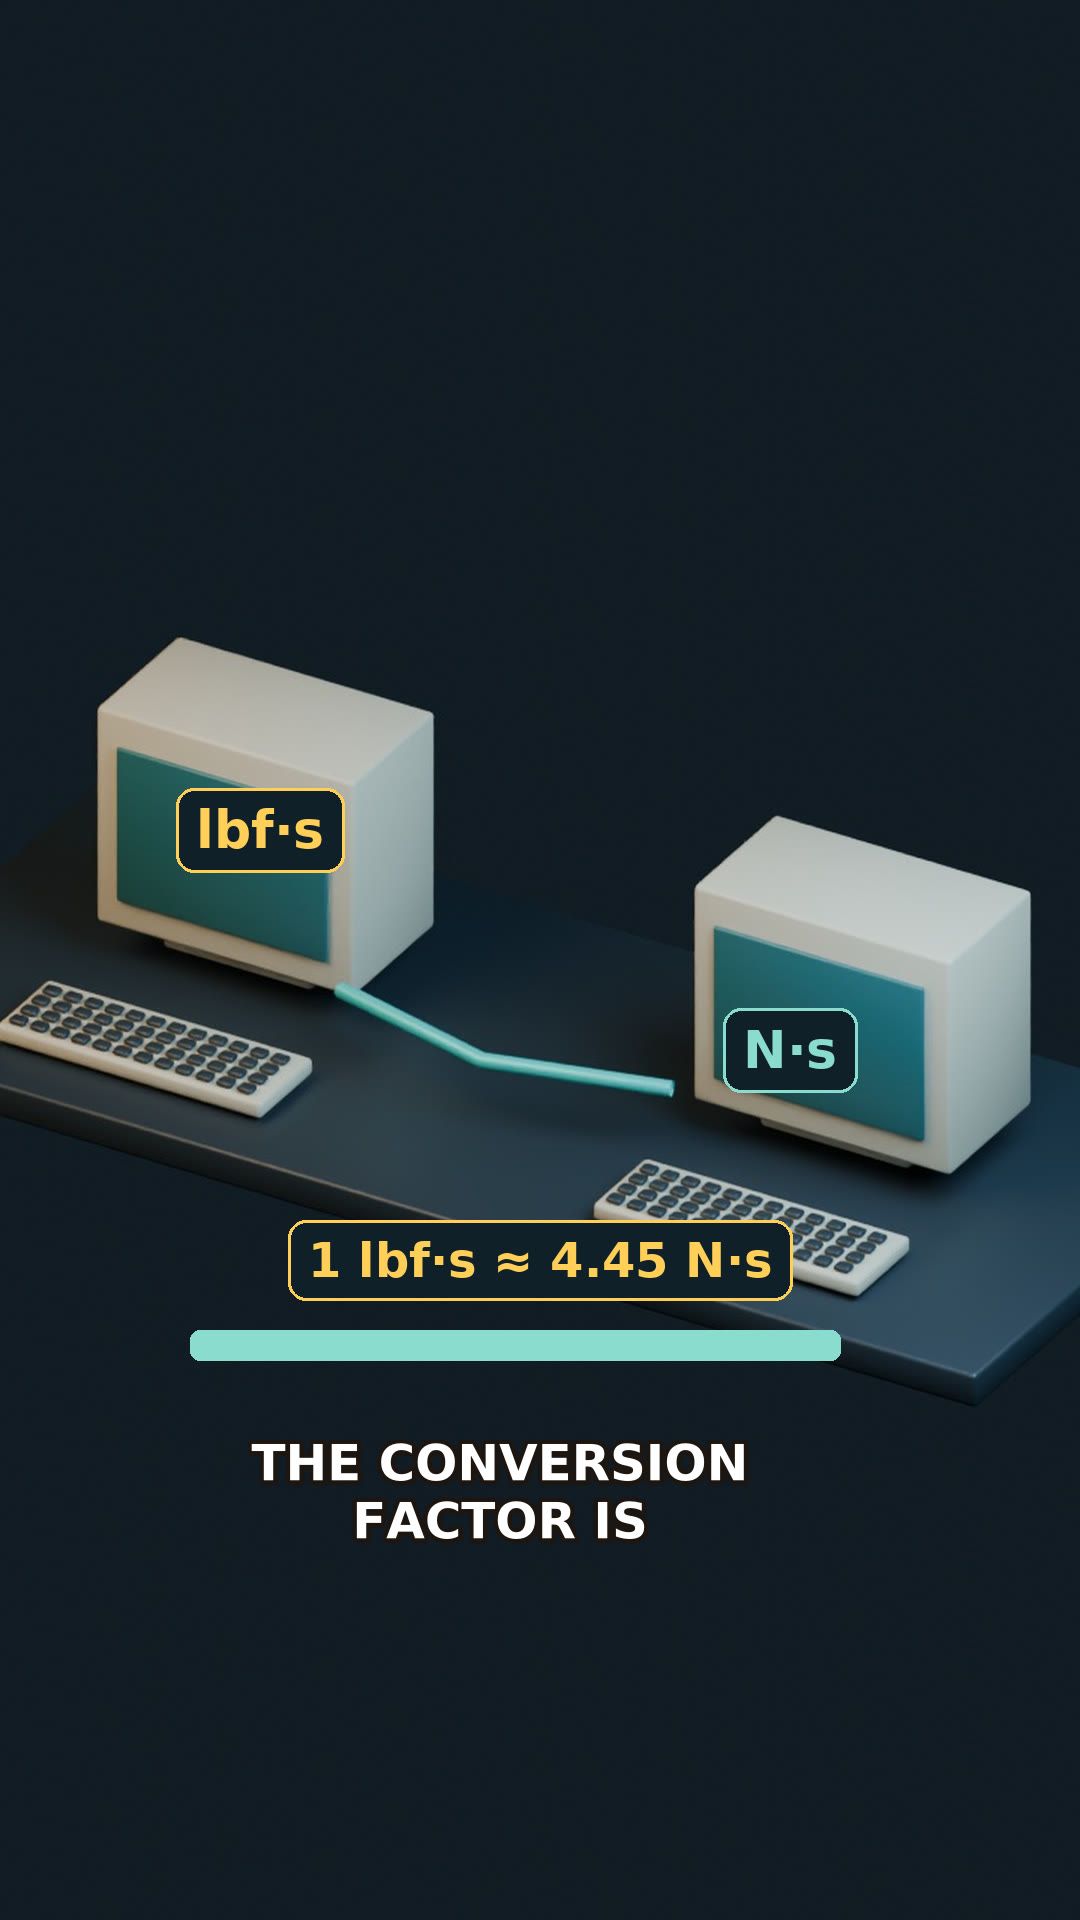 lbf·s
N·s
1 lbf·s ≈ 4.45 N·s
THE CONVERSION
FACTOR IS